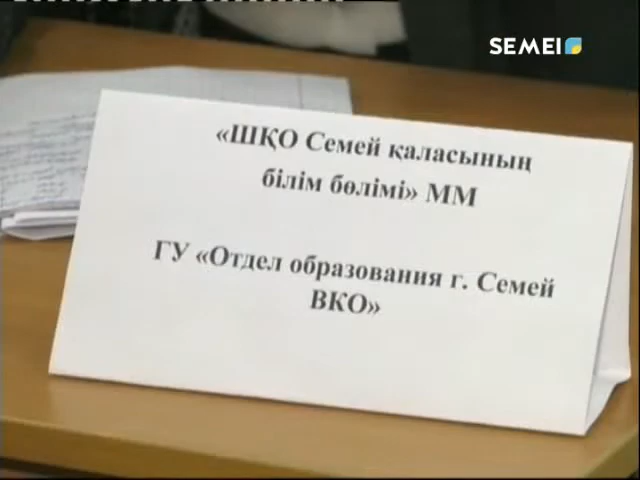 SEMEI
«ШҚО Семей қаласының
білім бөлімі» ММ
ГУ «Отдел образования г. Семей
ВКО»